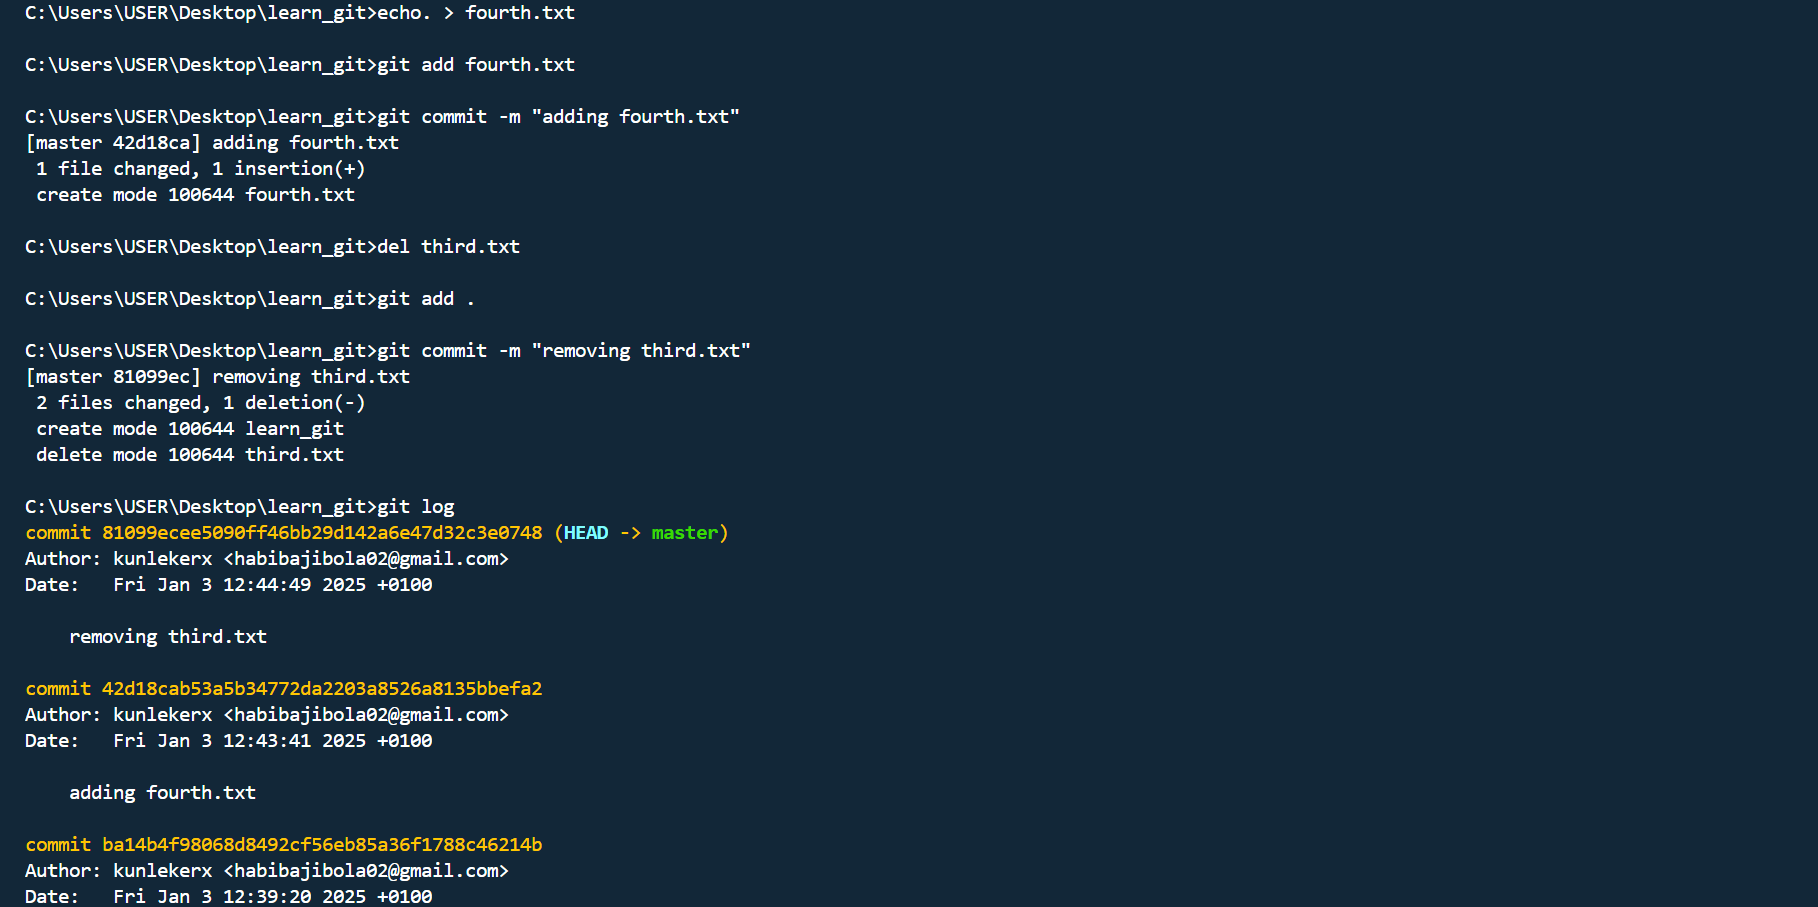 C:\Users\USER\Desktop\learn_git>echo. > fourth.txt
C:\Users\USER\Desktop\learn_git>git add fourth.txt
C:\Users\USER\Desktop\learn_git>git commit -m "adding fourth.txt"
[master 42d18ca] adding fourth.txt
 1 file changed, 1 insertion(+)
 create mode 100644 fourth.txt
C:\Users\USER\Desktop\learn_git>del third.txt
C:\Users\USER\Desktop\learn_git>git add .
C:\Users\USER\Desktop\learn_git>git commit -m "removing third.txt"
[master 81099ec] removing third.txt
 2 files changed, 1 deletion(-)
 create mode 100644 learn_git
 delete mode 100644 third.txt
C:\Users\USER\Desktop\learn_git>git log
commit 81099ecee5090ff46bb29d142a6e47d32c3e0748 (HEAD -> master)
Author: kunlekerx <habibajibola02@gmail.com>
Date:   Fri Jan 3 12:44:49 2025 +0100
    removing third.txt
commit 42d18cab53a5b34772da2203a8526a8135bbefa2
Author: kunlekerx <habibajibola02@gmail.com>
Date:   Fri Jan 3 12:43:41 2025 +0100
    adding fourth.txt
commit ba14b4f98068d8492cf56eb85a36f1788c46214b
Author: kunlekerx <habibajibola02@gmail.com>
Date:   Fri Jan 3 12:39:20 2025 +0100